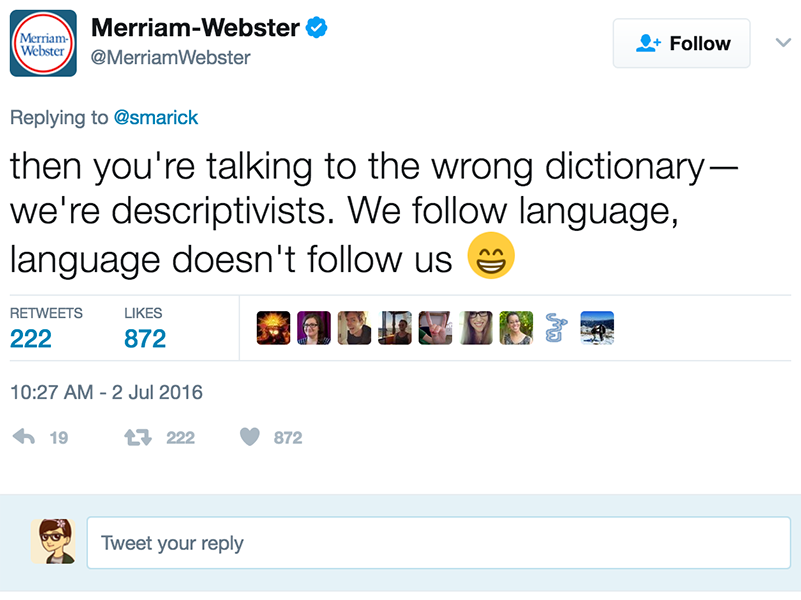 Merriam-Webster
Merriam-Webster
@MerriamWebster
Follow
Replying to @smarick
then you're talking to the wrong dictionary—
we're descriptivists. We follow language,
language doesn't follow us 😁
RETWEETS LIKES
222 872
10:27 AM - 2 Jul 2016
19 222 872
Tweet your reply